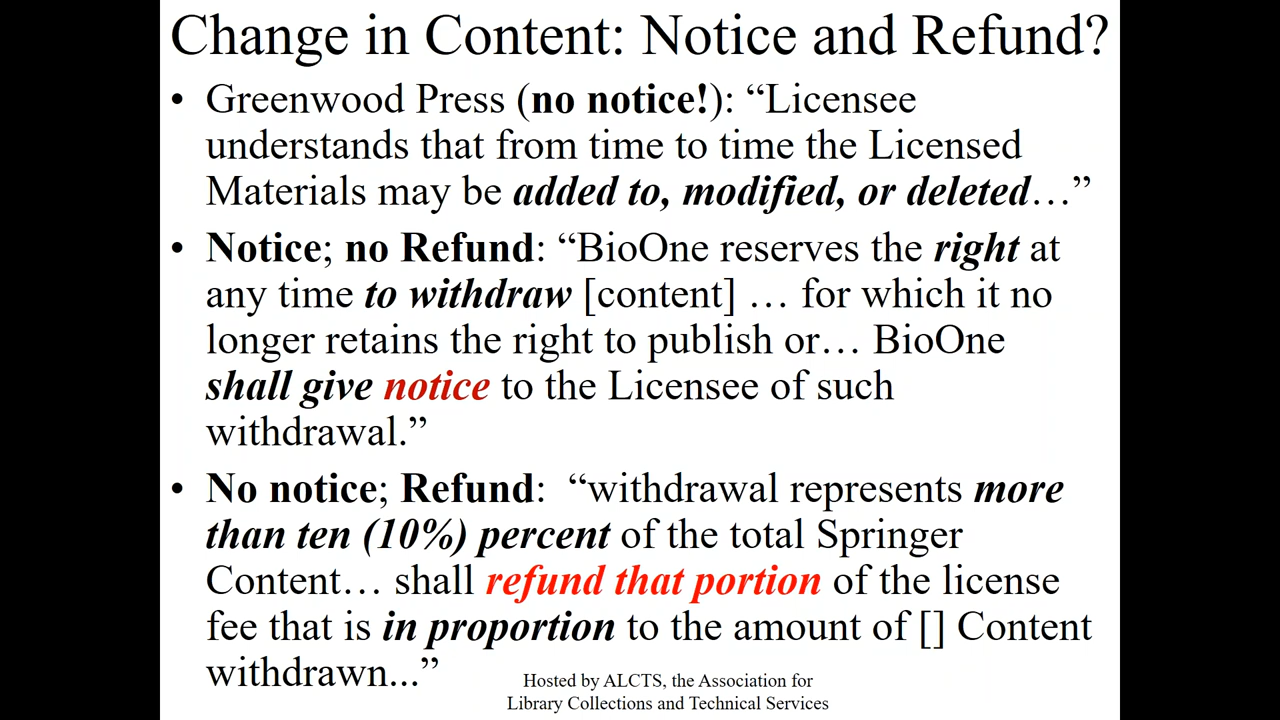 Change in Content: Notice and Refund?
• Greenwood Press (no notice!): “Licensee
understands that from time to time the Licensed
Materials may be added to, modified, or deleted…”
• Notice; no Refund: “BioOne reserves the right at
any time to withdraw [content] … for which it no
longer retains the right to publish or… BioOne
shall give notice to the Licensee of such
withdrawal.”
• No notice; Refund: “withdrawal represents more
than ten (10%) percent of the total Springer
Content… shall refund that portion of the license
fee that is in proportion to the amount of [] Content
withdrawn...”
Hosted by ALCTS, the Association for
Library Collections and Technical Services